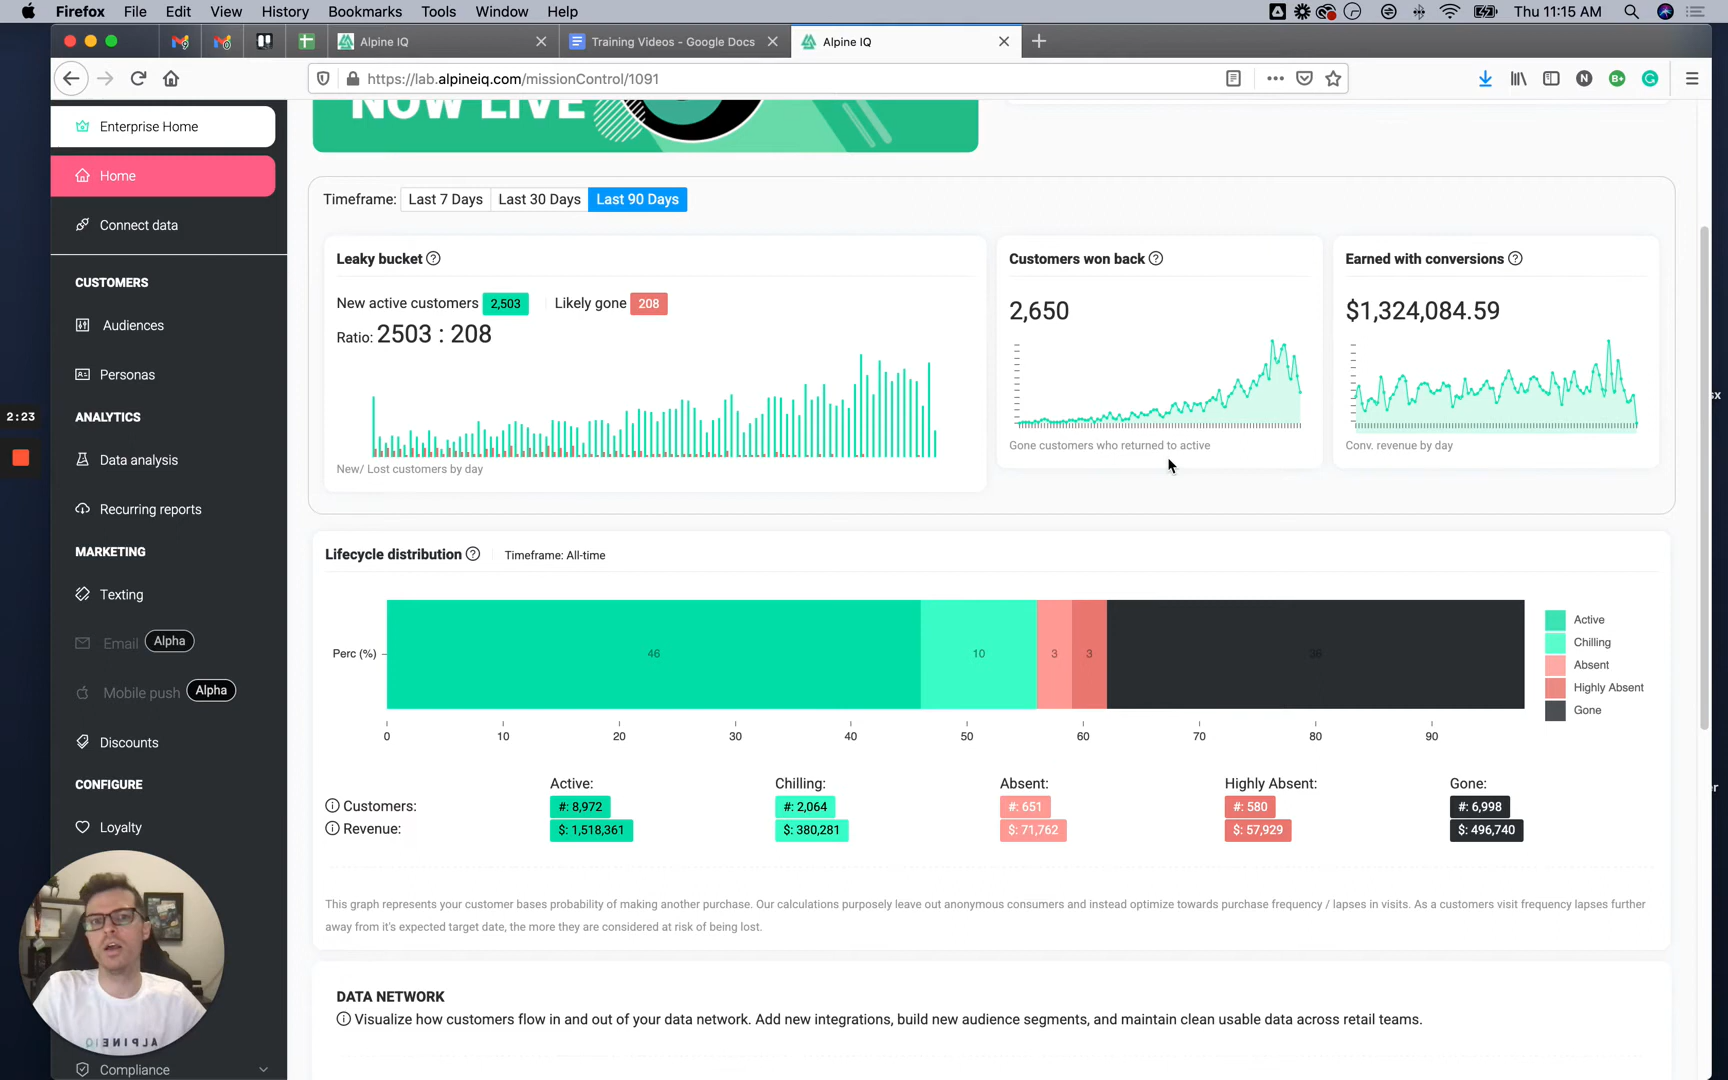 Firefox File Edit View History Bookmarks Tools Window Help
Thu 11:15 AM
Alpine IQ
Training Videos - Google Docs
Alpine IQ
https://lab.alpineiq.com/missionControl/1091
Enterprise Home
Home
Connect data
CUSTOMERS
Audiences
Personas
ANALYTICS
Data analysis
Recurring reports
MARKETING
Texting
Email Alpha
Mobile push Alpha
Discounts
CONFIGURE
Loyalty
Compliance
2:23
ALPINEIQ
NOW LIVE
Timeframe: Last 7 Days Last 30 Days Last 90 Days
Leaky bucket
New active customers 2,503 Likely gone 208
Ratio: 2503 : 208
New/ Lost customers by day
Customers won back
2,650
Gone customers who returned to active
Earned with conversions
$1,324,084.59
Conv. revenue by day
Lifecycle distribution Timeframe: All-time
Perc (%) 46 10 3 3 36
0 10 20 30 40 50 60 70 80 90
Active
Chilling
Absent
Highly Absent
Gone
Active: Chilling: Absent: Highly Absent: Gone:
Customers: #: 8,972 #: 2,064 #: 651 #: 580 #: 6,998
Revenue: $: 1,518,361 $: 380,281 $: 71,762 $: 57,929 $: 496,740
This graph represents your customer bases probability of making another purchase. Our calculations purposely leave out anonymous consumers and instead optimize towards purchase frequency / lapses in visits. As a customers visit frequency lapses further
away from it's expected target date, the more they are considered at risk of being lost.
DATA NETWORK
Visualize how customers flow in and out of your data network. Add new integrations, build new audience segments, and maintain clean usable data across retail teams.